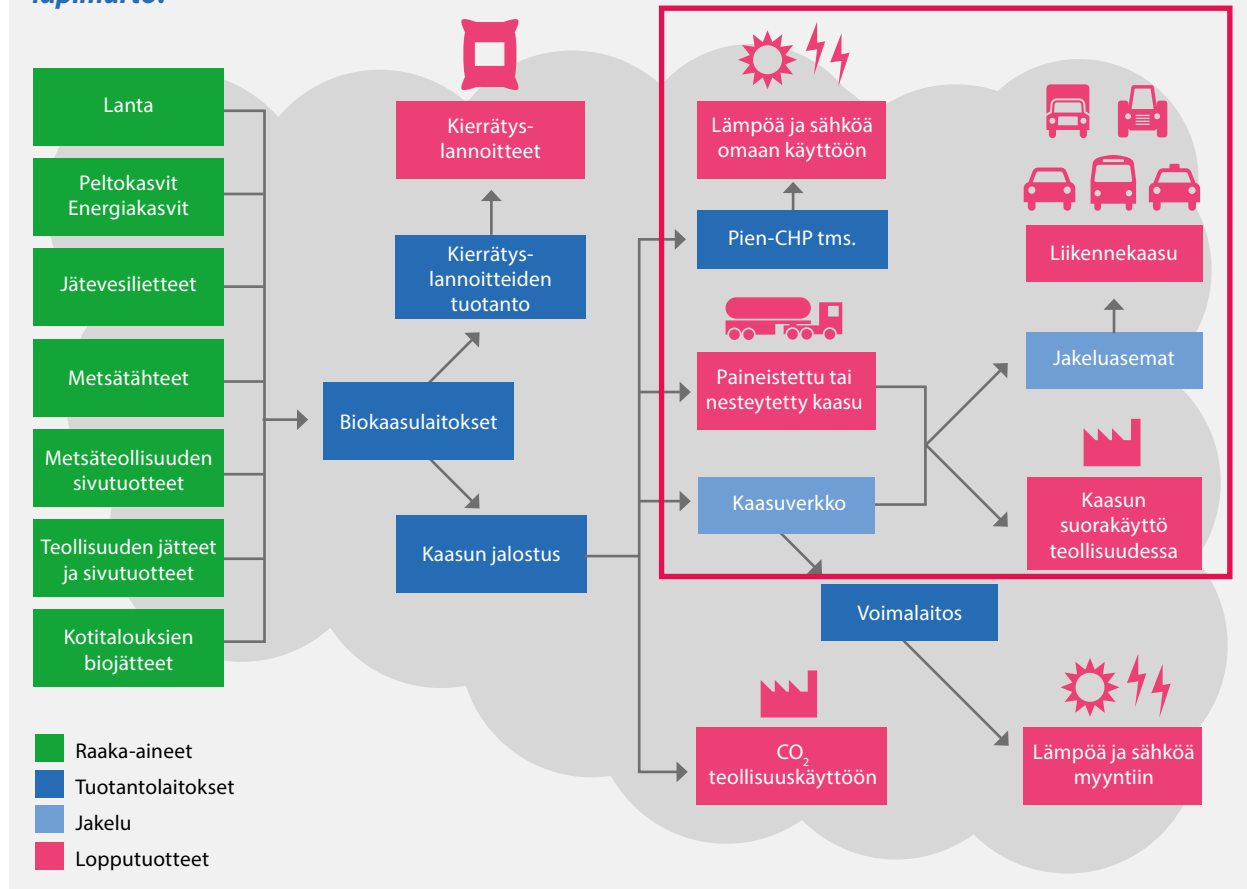 Lanta
Peltokasvit
Energiakasvit
Jätevesilietteet
Metsätähteet
Metsäteollisuuden
sivutuotteet
Teollisuuden jätteet
ja sivutuotteet
Kotitalouksien
biojätteet
Kierrätys-
lannoitteet
Kierrätys-
lannoitteiden
tuotanto
Biokaasulaitokset
Kaasun jalostus
Lämpöä ja sähköä
omaan käyttöön
Pien-CHP tms.
Paineistettu tai
nesteytetty kaasu
Kaasuverkko
Liikennekaasu
Jakeluasemat
Kaasun
suorakäyttö
teollisuudessa
Voimalaitos
CO₂
teollisuuskäyttöön
Lämpöä ja sähköä
myyntiin
Raaka-aineet
Tuotantolaitokset
Jakelu
Lopputuotteet